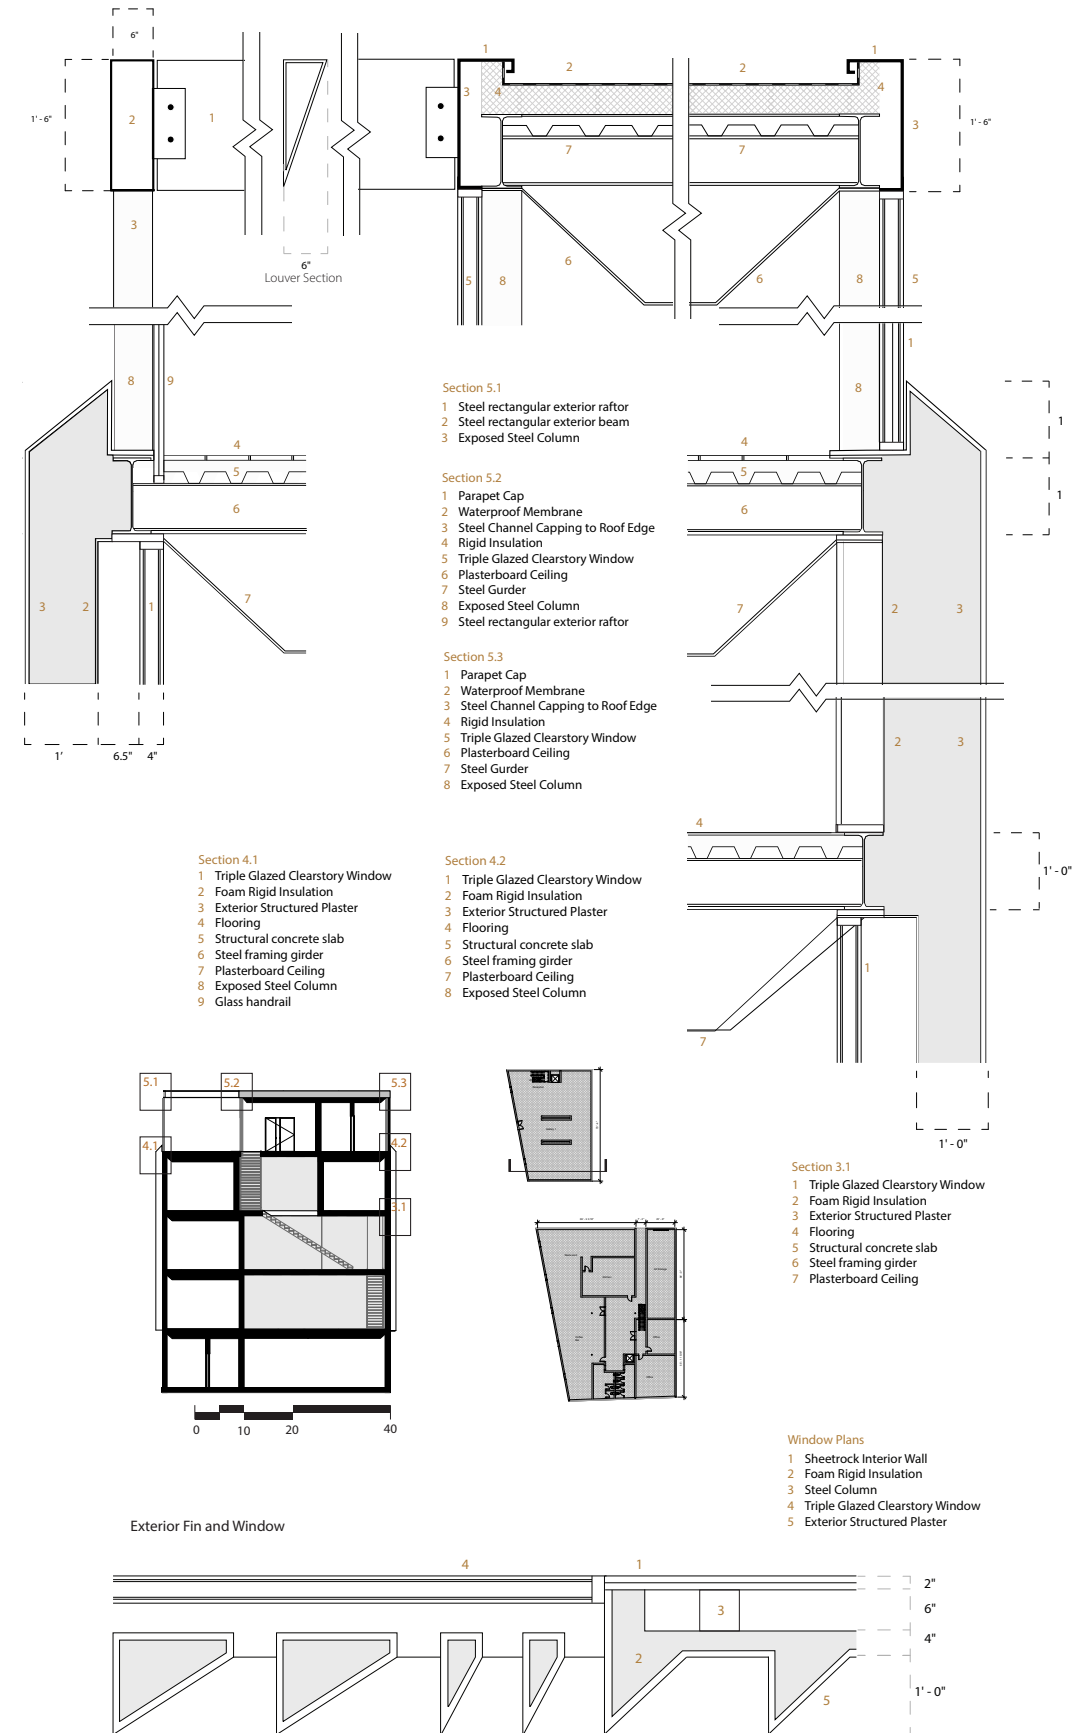 6"
1' - 6"
2
1
3
6"
Louver Section
1
2
2
1
3
4
4
3
7
7
1' - 6"
6
6
5
8
8
5
8
9
1
8
4
5
6
4
5
6
1
1
3
2
1
7
7
2
3
1'
6.5"
4"
2
3
4
1' - 0"
1
7
1' - 0"
Section 5.1
1 Steel rectangular exterior raftor
2 Steel rectangular exterior beam
3 Exposed Steel Column
Section 5.2
1 Parapet Cap
2 Waterproof Membrane
3 Steel Channel Capping to Roof Edge
4 Rigid Insulation
5 Triple Glazed Clearstory Window
6 Plasterboard Ceiling
7 Steel Gurder
8 Exposed Steel Column
9 Steel rectangular exterior raftor
Section 5.3
1 Parapet Cap
2 Waterproof Membrane
3 Steel Channel Capping to Roof Edge
4 Rigid Insulation
5 Triple Glazed Clearstory Window
6 Plasterboard Ceiling
7 Steel Gurder
8 Exposed Steel Column
Section 4.1
1 Triple Glazed Clearstory Window
2 Foam Rigid Insulation
3 Exterior Structured Plaster
4 Flooring
5 Structural concrete slab
6 Steel framing girder
7 Plasterboard Ceiling
8 Exposed Steel Column
9 Glass handrail
Section 4.2
1 Triple Glazed Clearstory Window
2 Foam Rigid Insulation
3 Exterior Structured Plaster
4 Flooring
5 Structural concrete slab
6 Steel framing girder
7 Plasterboard Ceiling
8 Exposed Steel Column
5.1
5.2
5.3
4.1
4.2
3.1
0 10 20 40
Section 3.1
1 Triple Glazed Clearstory Window
2 Foam Rigid Insulation
3 Exterior Structured Plaster
4 Flooring
5 Structural concrete slab
6 Steel framing girder
7 Plasterboard Ceiling
Window Plans
1 Sheetrock Interior Wall
2 Foam Rigid Insulation
3 Steel Column
4 Triple Glazed Clearstory Window
5 Exterior Structured Plaster
Exterior Fin and Window
4
1
2"
3
6"
4"
2
5
1' - 0"